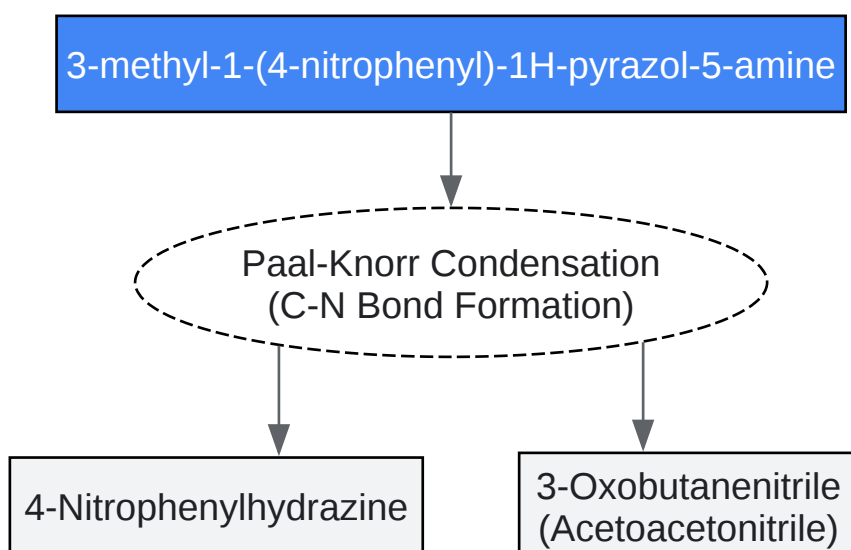 3-methyl-1-(4-nitrophenyl)-1H-pyrazol-5-amine
Paal-Knorr Condensation
(C-N Bond Formation)
4-Nitrophenylhydrazine
3-Oxobutanenitrile
(Acetoacetonitrile)